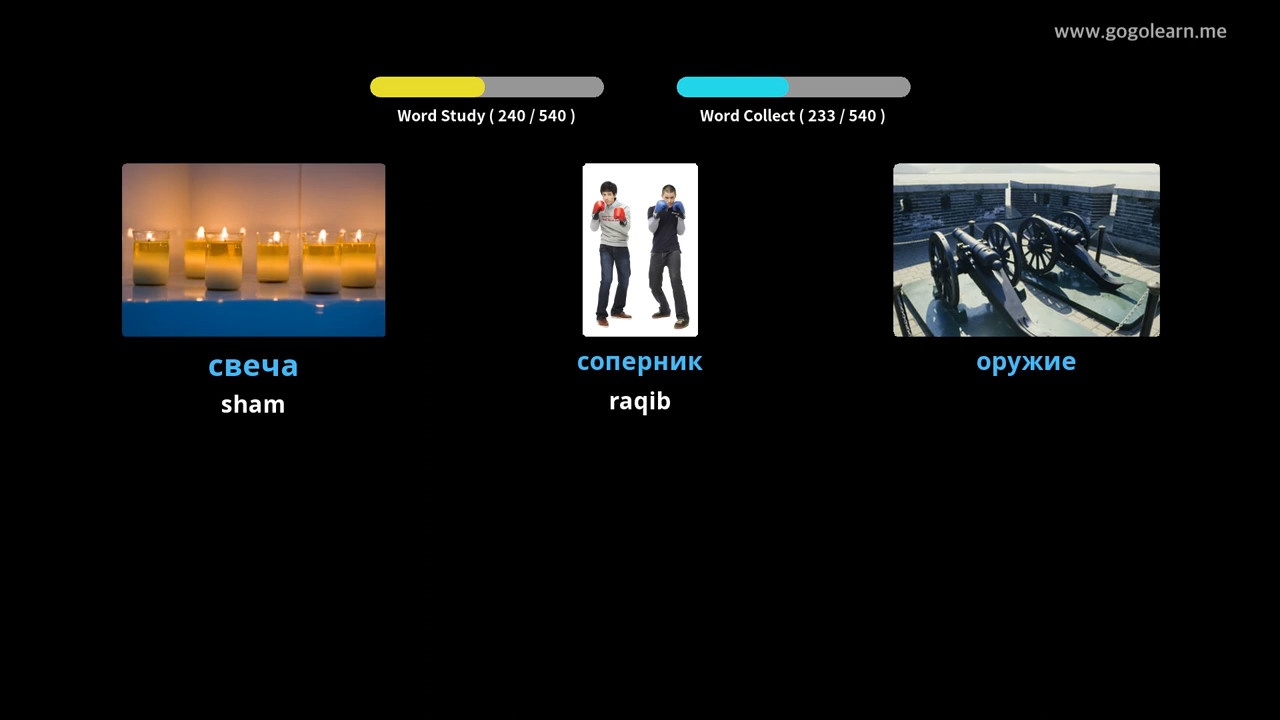 www.gogolearn.me
Word Study ( 240 / 540 )
Word Collect ( 233 / 540 )
свеча
sham
соперник
raqib
оружие